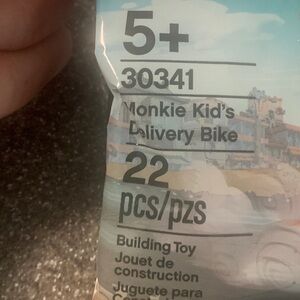 5+
30341
Monkie Kid's
Delivery Bike
22
pcs/pzs
Building Toy
Jouet de
construction
Juguete para